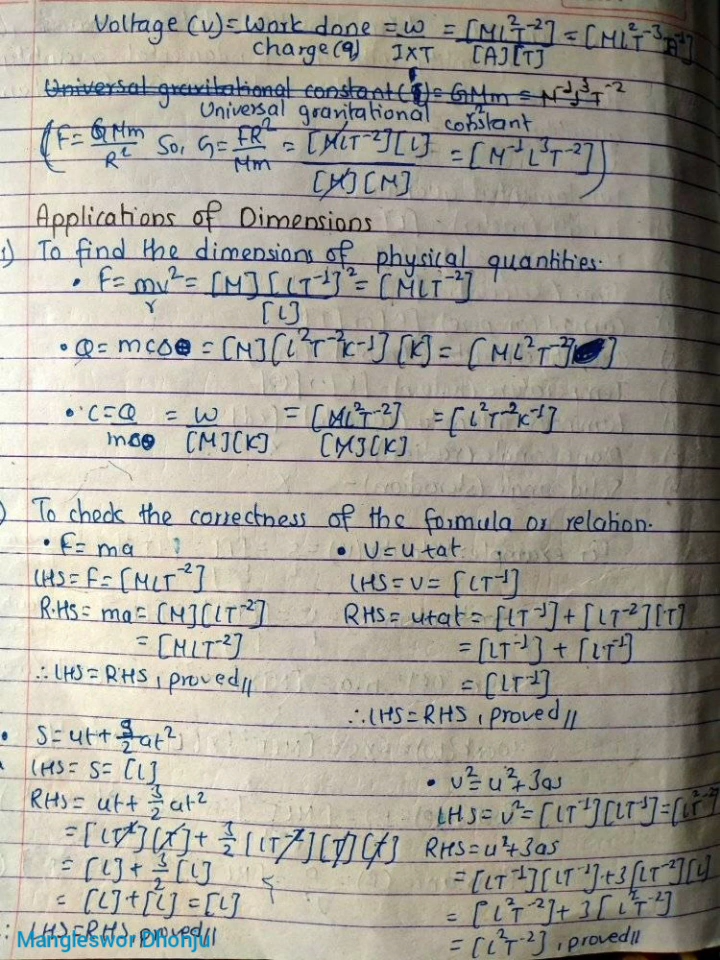 Voltage (V) = Work done / charge (q) = W / I×T = [ML²T⁻²] / [A][T] = [ML²T⁻³A⁻¹]
Universal gravitational constant (G) = GMm / r² = M⁻¹L³T⁻²
Universal gravitational constant
(F = GMm / R² So, G = FR² / Mm = [MLT⁻²][L] / [M][M] = [M⁻¹L³T⁻²])
Applications of Dimensions
1) To find the dimensions of physical quantities.
• F = mv² / r = [M][LT⁻¹]² / [L] = [MLT⁻²]
• Q = mcθ = [M][L²T⁻²K⁻¹][K] = [ML²T⁻²]
• C = Q / mθ = W / [M][K] = [ML²T⁻²] / [M][K] = [L²T⁻²K⁻¹]
) To check the correctness of the formula or relation.
• F = ma
LHS = F = [MLT⁻²]
R.HS = ma = [M][LT⁻²]
= [MLT⁻²]
∴ LHS = RHS, proved//
• V = u + at
LHS = V = [LT⁻¹]
RHS = u+at = [LT⁻¹] + [LT⁻²][T]
= [LT⁻¹] + [LT⁻¹]
= [LT⁻¹]
∴ LHS = RHS, proved//
• S = ut + 3/2 at²
LHS = S = [L]
RHS = ut + 3/2 at²
= [LT⁻¹][T] + 3/2 [LT⁻²][T][T]
= [L] + 3/2 [L]
= [L] + [L] = [L]
∴ LHS = RHS, proved//
• v² = u² + 3as
LHS = v² = [LT⁻¹][LT⁻¹] = [L²T⁻²]
RHS = u² + 3as
= [LT⁻¹][LT⁻¹] + 3[LT⁻²][L]
= [L²T⁻²] + 3[L²T⁻²]
= [L²T⁻²], proved//
Mangleswor Dhonju